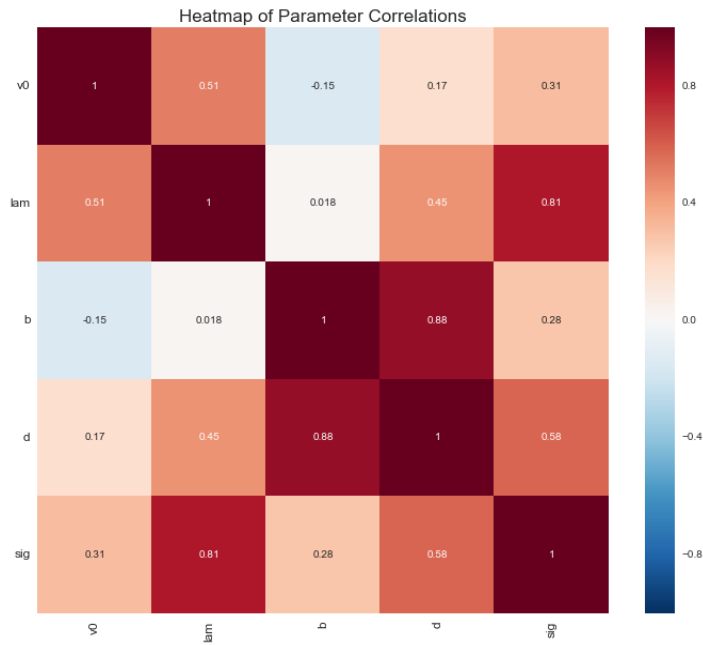 Heatmap of Parameter Correlations
v0 1 0.51 -0.15 0.17 0.31
lam 0.51 1 0.018 0.45 0.81
b -0.15 0.018 1 0.88 0.28
d 0.17 0.45 0.88 1 0.58
sig 0.31 0.81 0.28 0.58 1
v0 lam b d sig
0.8
0.4
0.0
−0.4
−0.8